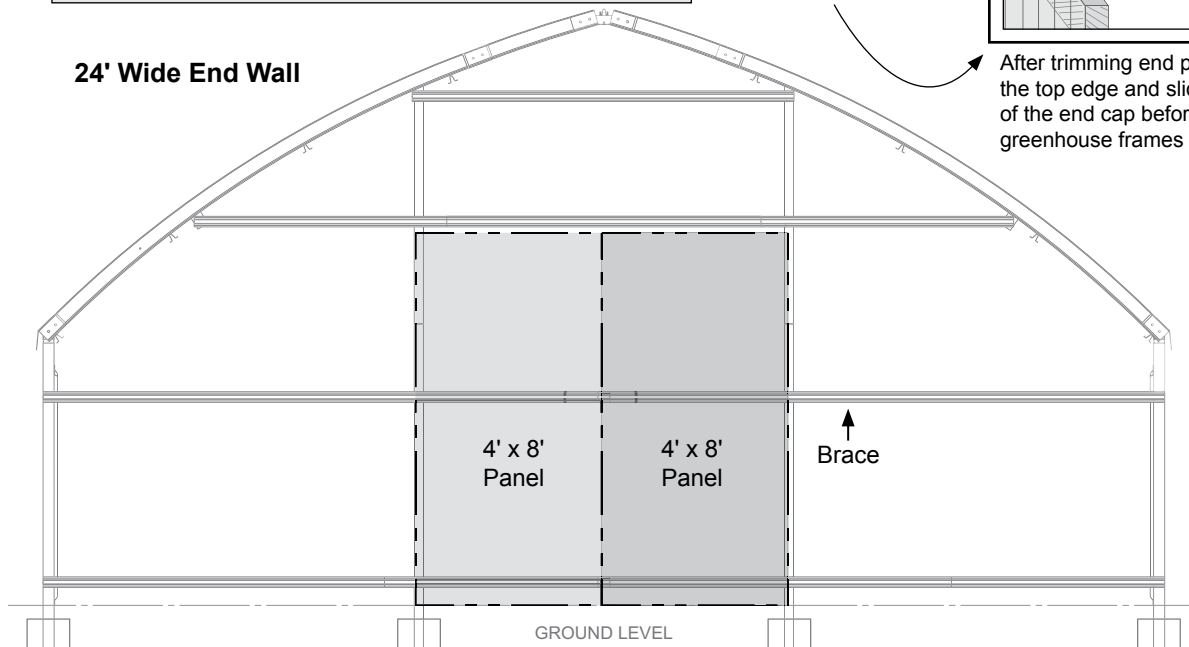 24' Wide End Wall
After trimming end p
the top edge and slid
of the end cap befor
greenhouse frames
4' x 8'
Panel
4' x 8'
Panel
Brace
GROUND LEVEL